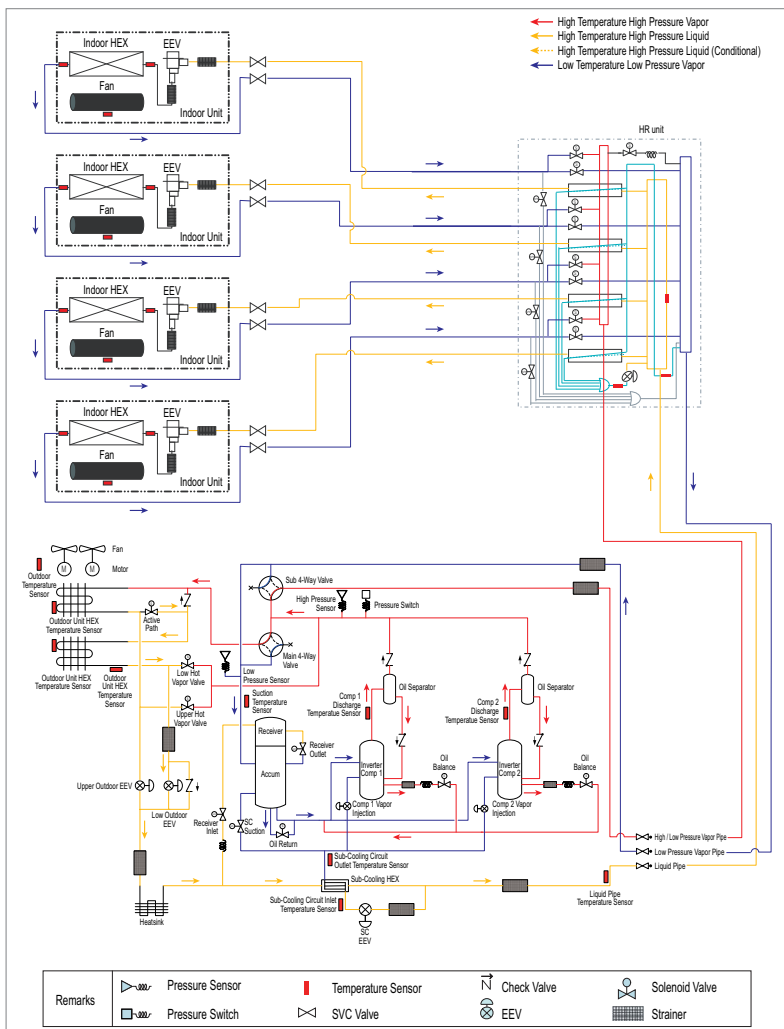 High Temperature High Pressure Vapor
High Temperature High Pressure Liquid
High Temperature High Pressure Liquid (Conditional)
Low Temperature Low Pressure Vapor
Indoor HEX
EEV
Fan
Indoor Unit
Indoor HEX
EEV
Fan
Indoor Unit
Indoor HEX
EEV
Fan
Indoor Unit
Indoor HEX
EEV
Fan
Indoor Unit
HR unit
Fan
Motor
M
M
Outdoor
Temperature
Sensor
Outdoor Unit HEX
Temperature Sensor
Active
Path
Outdoor Unit HEX
Temperature Sensor
Outdoor
Unit HEX
Temperature
Sensor
Low Hot
Vapor Valve
Upper Hot
Vapor Valve
Sub 4-Way Valve
High Pressure
Sensor
Pressure Switch
Main 4-Way
Valve
Low
Pressure Sensor
Suction
Temperature
Sensor
Comp 1
Discharge
Temperatue Sensor
Oil Separator
Comp 2
Discharge
Temperatue Sensor
Oil Separator
Receiver
Receiver
Outlet
Accum
Inverter
Comp 1
Oil
Balance
Inverter
Comp 2
Oil
Balance
Upper Outdoor EEV
Low Outdoor
EEV
Receiver
Inlet
SC
Suction
Oil Return
Comp 1 Vapor
Injection
Comp 2 Vapor
Injection
High / Low Pressure Vapor Pipe
Low Pressure Vapor Pipe
Liquid Pipe
Sub-Cooling Circuit
Outlet Temperature Sensor
Sub-Cooling HEX
Sub-Cooling Circuit Inlet
Temperature Sensor
SC
EEV
Liquid Pipe
Temperature Sensor
Heatsink
Remarks
Pressure Sensor
Temperature Sensor
Check Valve
Solenoid Valve
Pressure Switch
SVC Valve
EEV
Strainer